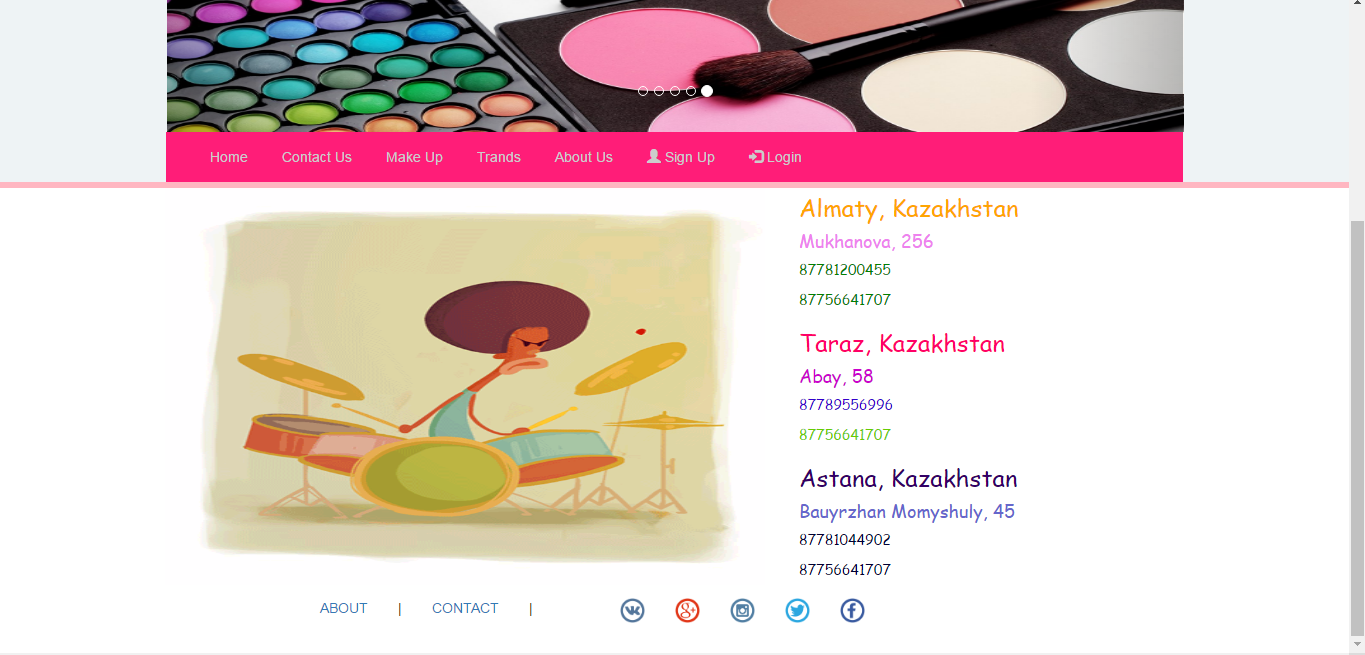 Home Contact Us Make Up Trands About Us Sign Up Login
Almaty, Kazakhstan
Mukhanova, 256
87781200455
87756641707
Taraz, Kazakhstan
Abay, 58
87789556996
87756641707
Astana, Kazakhstan
Bauyrzhan Momyshuly, 45
87781044902
87756641707
ABOUT | CONTACT |